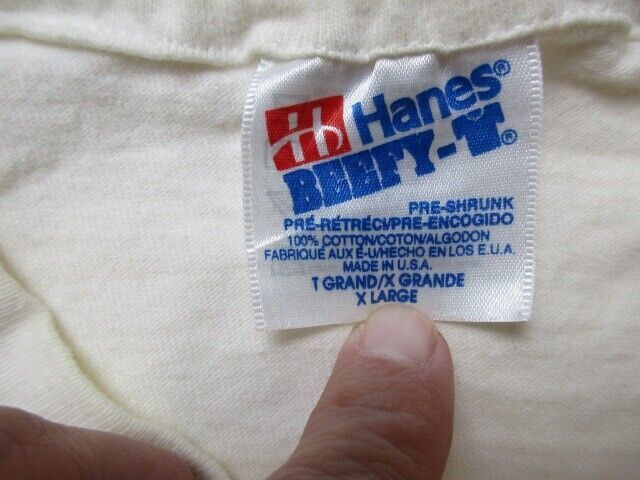 Hanes®
BEEFY-T®
PRE-SHRUNK
PRÉ-RÉTRÉCI/PRE-ENCOGIDO
100% COTTON/COTON/ALGODON
FABRIQUÉ AUX É-U/HECHO EN LOS E.U.A.
MADE IN U.S.A.
T GRAND/X GRANDE
X LARGE